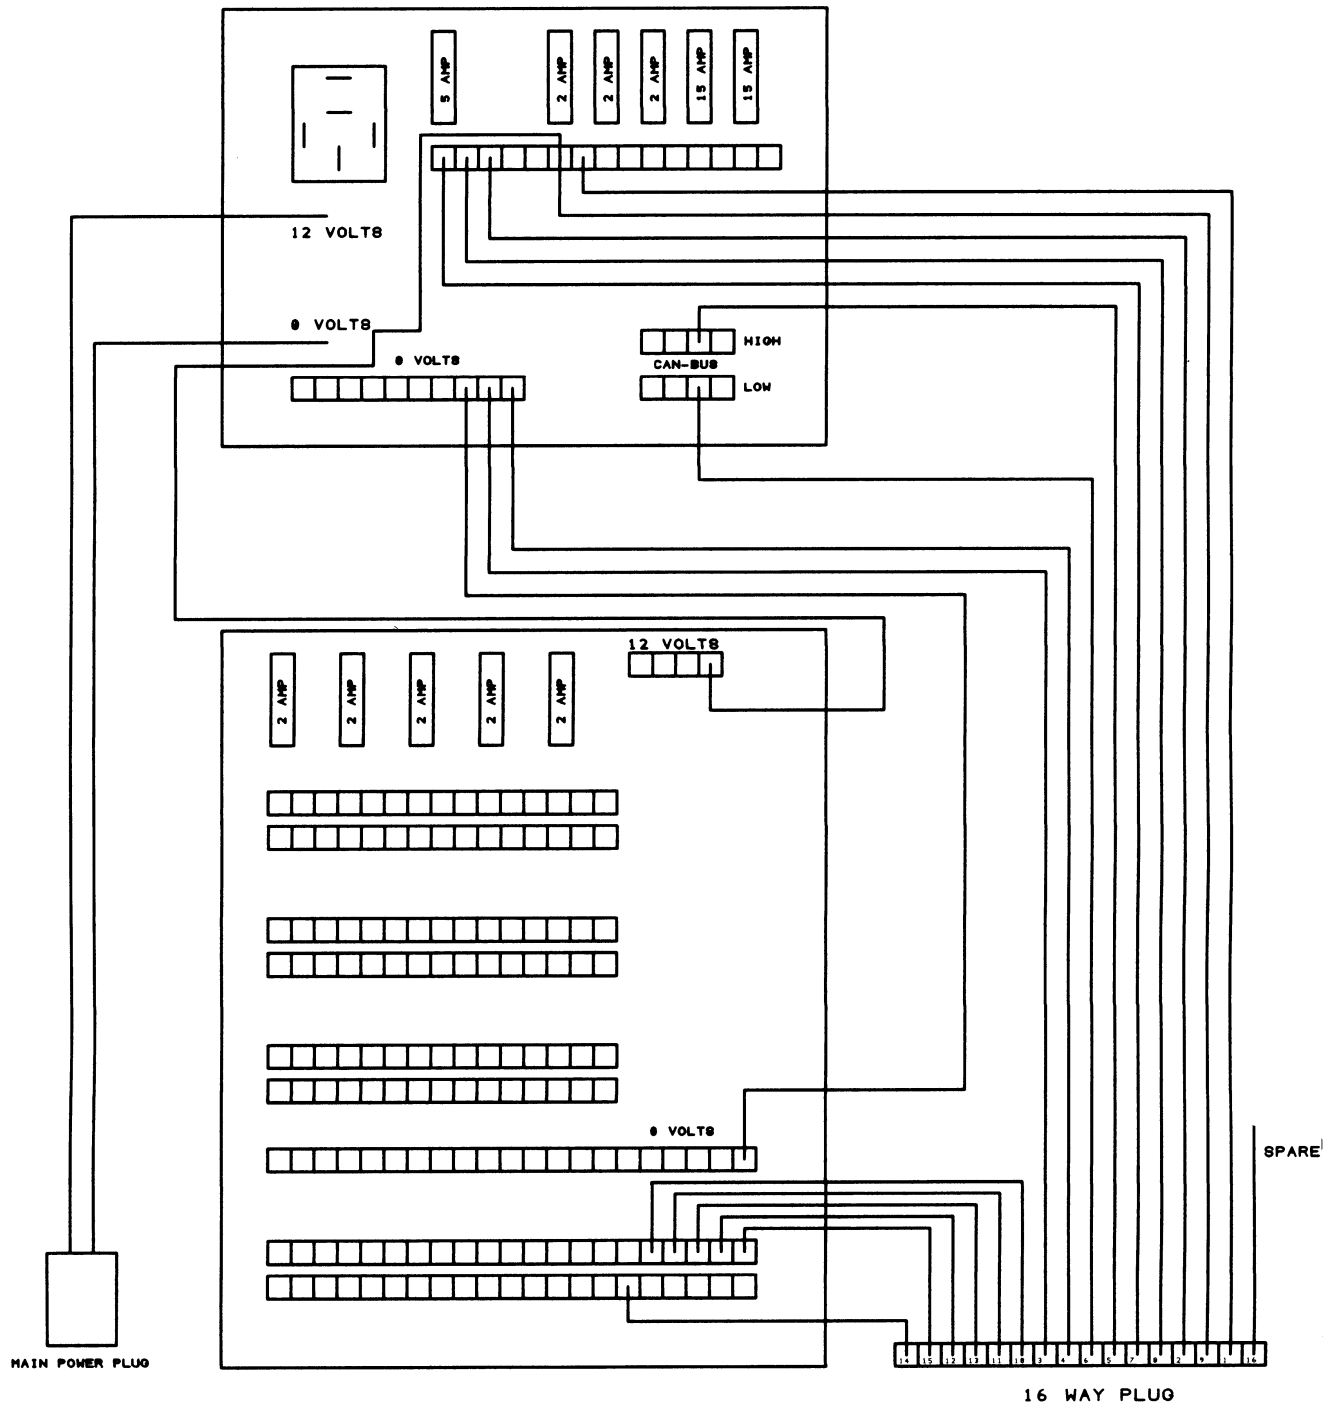 5 AMP
2 AMP
2 AMP
2 AMP
15 AMP
15 AMP
12 VOLTS
0 VOLTS
0 VOLTS
HIGH
CAN-BUS
LOW
12 VOLTS
2 AMP
2 AMP
2 AMP
2 AMP
2 AMP
0 VOLTS
SPARE
14 15 12 13 11 10 3 4 6 5 7 8 2 9 1 16
MAIN POWER PLUG
16 WAY PLUG